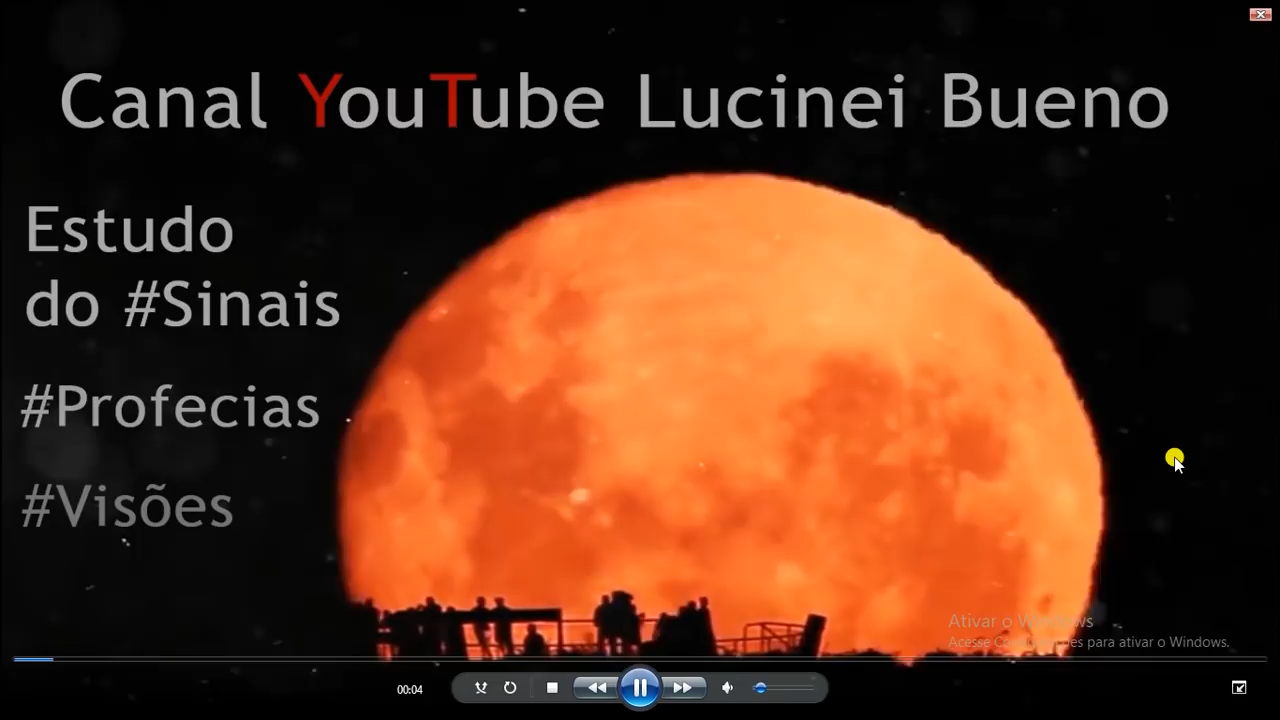 Canal YouTube Lucinei Bueno
Estudo
do #Sinais
#Profecias
#Visões
Ativar o Windows
Acesse Configurações para ativar o Windows.
00:04